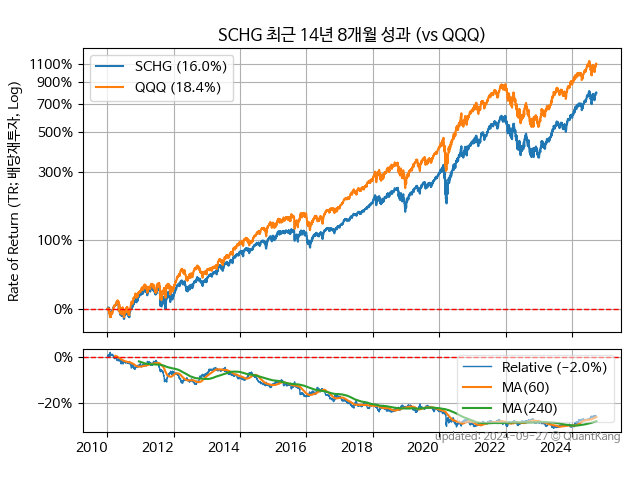 SCHG 최근 14년 8개월 성과 (vs QQQ)
Rate of Return (TR; 배당재투자, Log)
1100%
900%
700%
500%
300%
100%
0%
SCHG (16.0%)
QQQ (18.4%)
0%
−20%
Relative (−2.0%)
MA(60)
MA(240)
2010 2012 2014 2016 2018 2020 2022 2024
Updated: 2024-09-27 © QuantKang